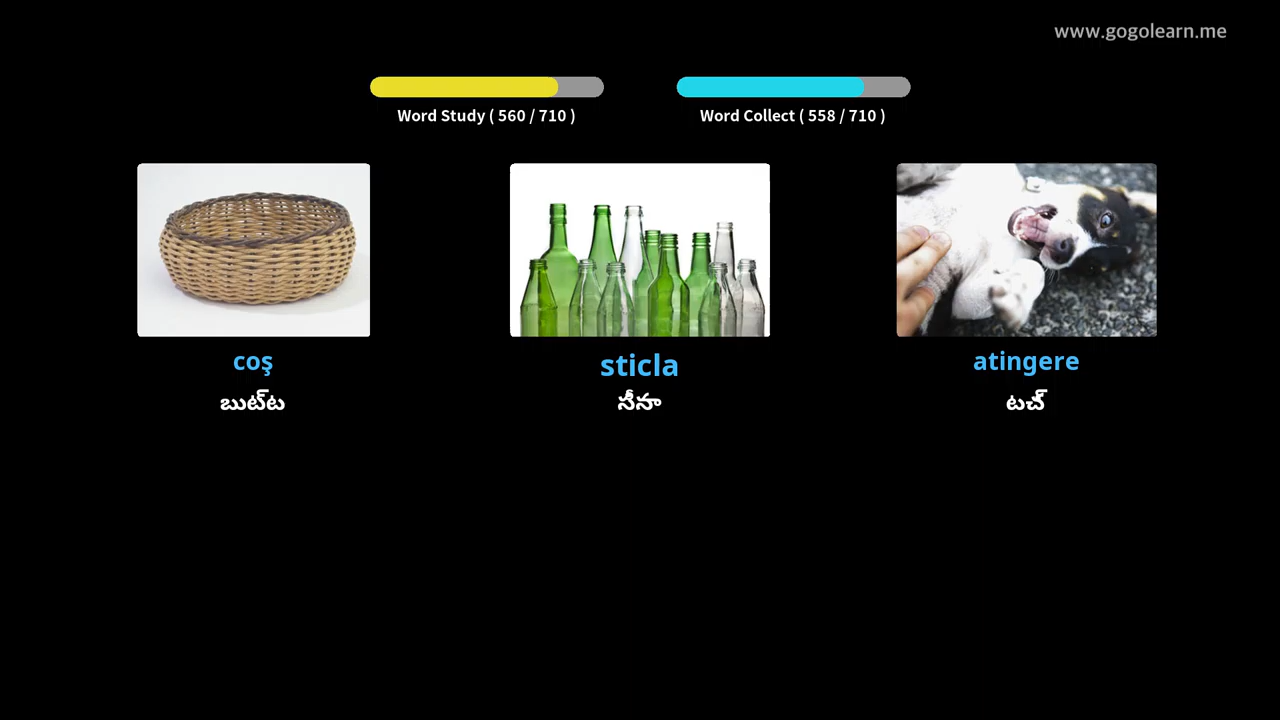 www.gogolearn.me
Word Study ( 560 / 710 )
Word Collect ( 558 / 710 )
coş
sticla
atingere
బుట్ట
సీసా
టచ్